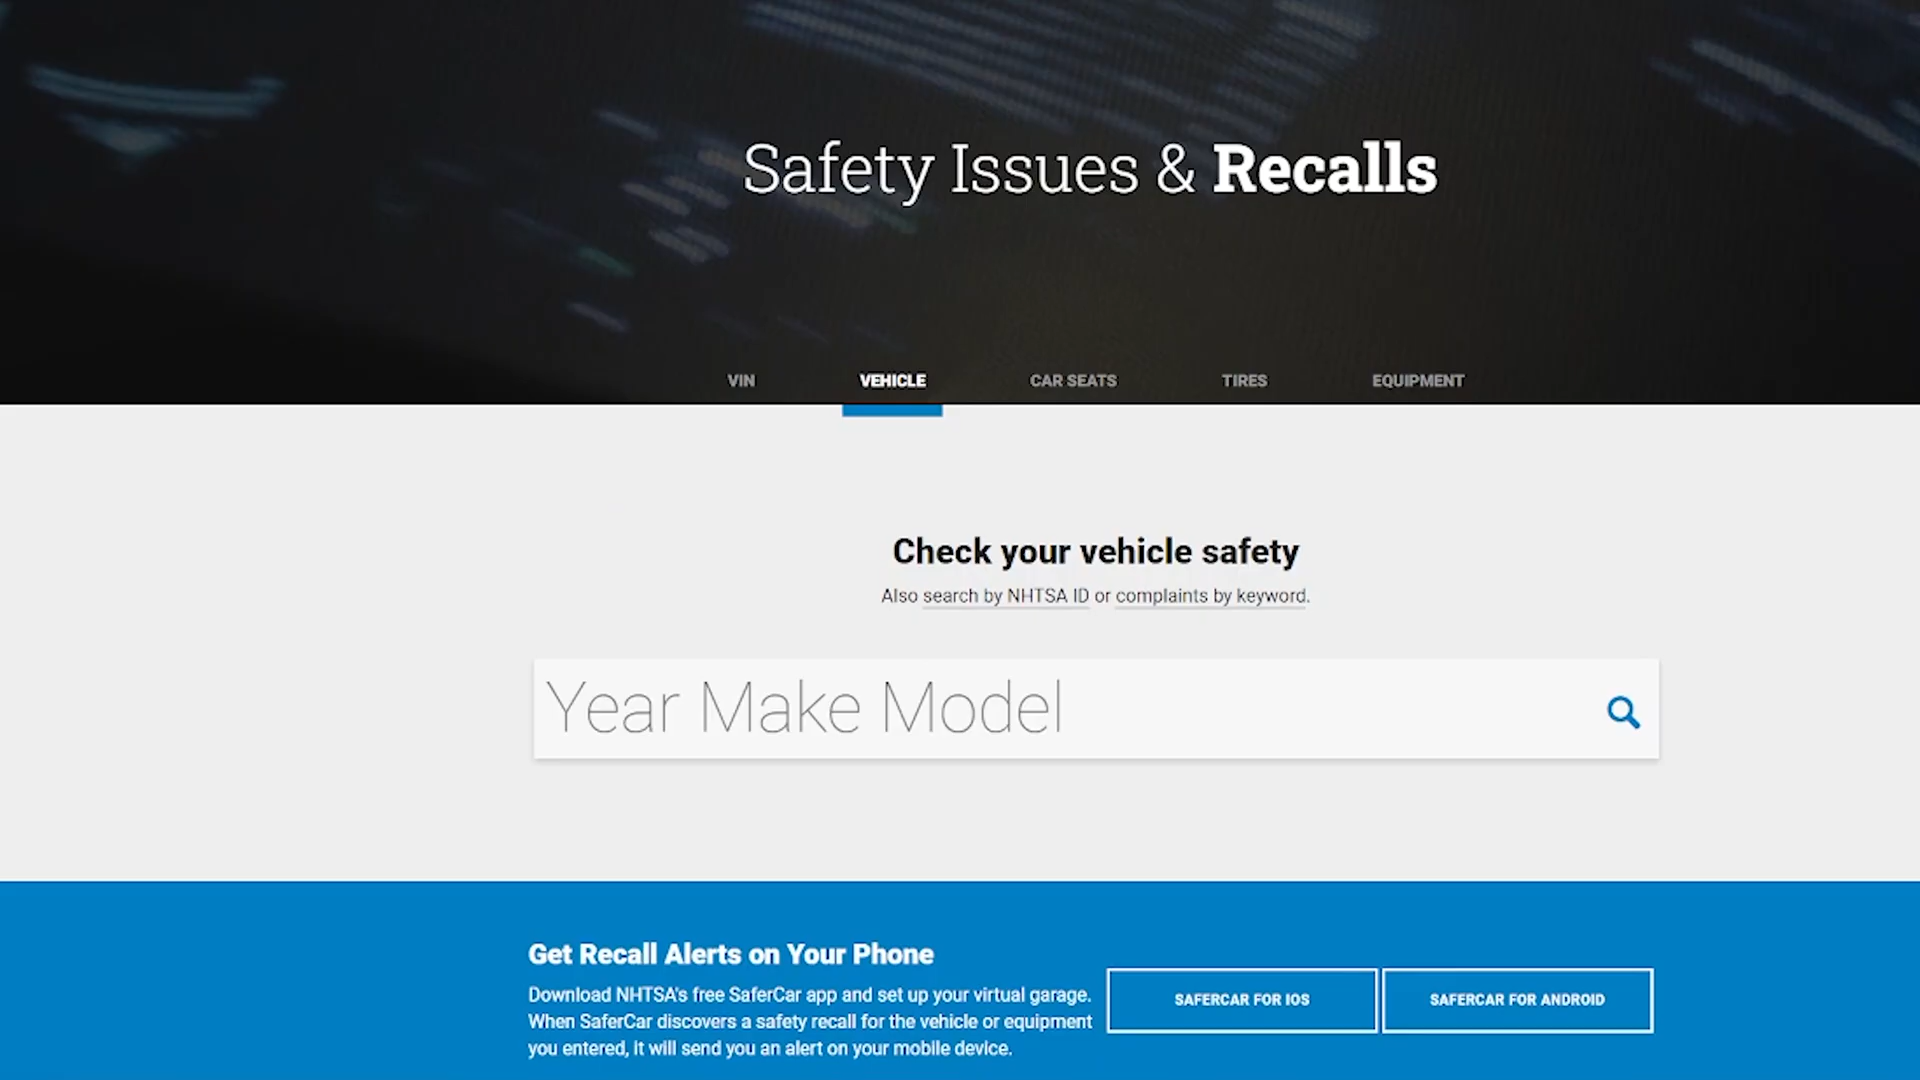 Safety Issues & Recalls
VIN
VEHICLE
CAR SEATS
TIRES
EQUIPMENT
Check your vehicle safety
Also search by NHTSA ID or complaints by keyword.
Year Make Model
Get Recall Alerts on Your Phone
Download NHTSA's free SaferCar app and set up your virtual garage.
When SaferCar discovers a safety recall for the vehicle or equipment
you entered, it will send you an alert on your mobile device.
SAFERCAR FOR IOS
SAFERCAR FOR ANDROID